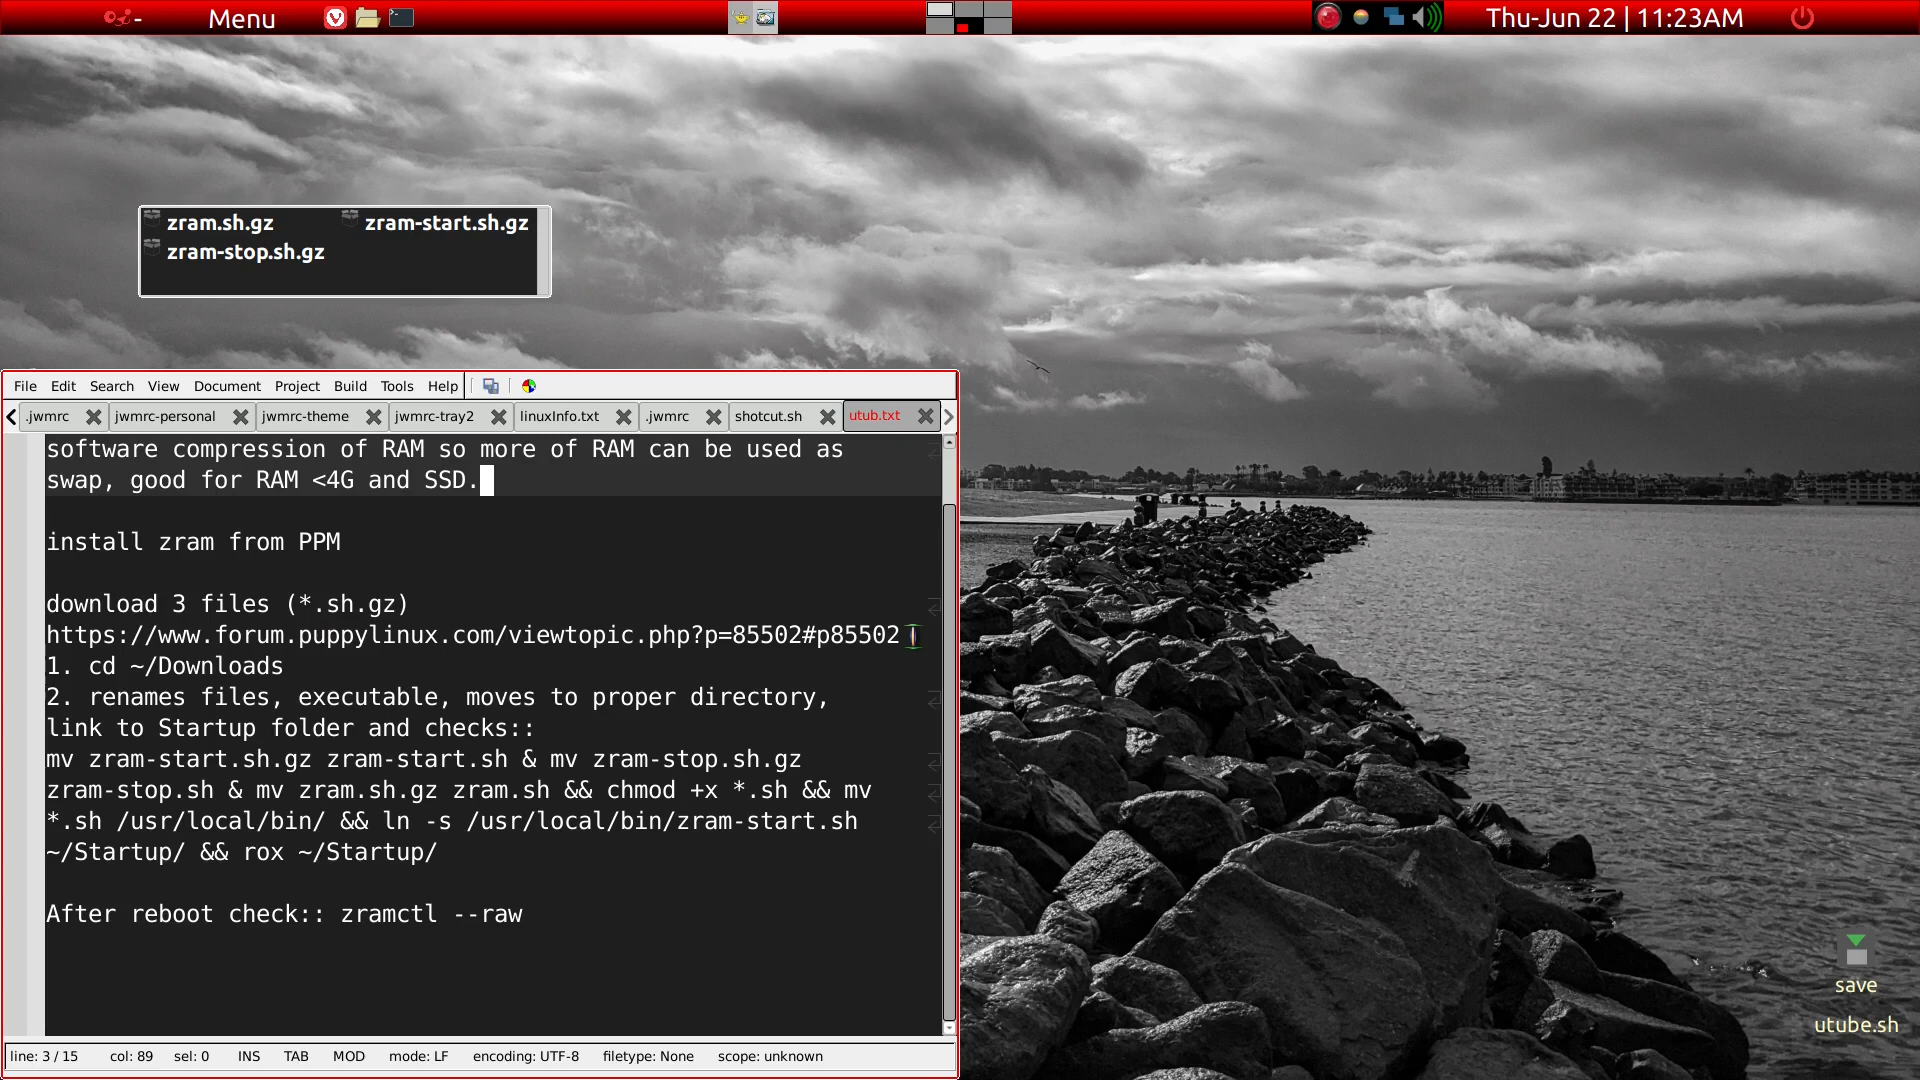 Menu
Thu-Jun 22 | 11:23AM
zram.sh.gz zram-start.sh.gz
zram-stop.sh.gz
File Edit Search View Document Project Build Tools Help
.jwmrc jwmrc-personal jwmrc-theme jwmrc-tray2 linuxInfo.txt .jwmrc shotcut.sh utub.txt
software compression of RAM so more of RAM can be used as
swap, good for RAM <4G and SSD.
install zram from PPM
download 3 files (*.sh.gz)
https://www.forum.puppylinux.com/viewtopic.php?p=85502#p85502
1. cd ~/Downloads
2. renames files, executable, moves to proper directory,
link to Startup folder and checks::
mv zram-start.sh.gz zram-start.sh & mv zram-stop.sh.gz
zram-stop.sh & mv zram.sh.gz zram.sh && chmod +x *.sh && mv
*.sh /usr/local/bin/ && ln -s /usr/local/bin/zram-start.sh
~/Startup/ && rox ~/Startup/
After reboot check:: zramctl --raw
line: 3 / 15 col: 89 sel: 0 INS TAB MOD mode: LF encoding: UTF-8 filetype: None scope: unknown
save
utube.sh